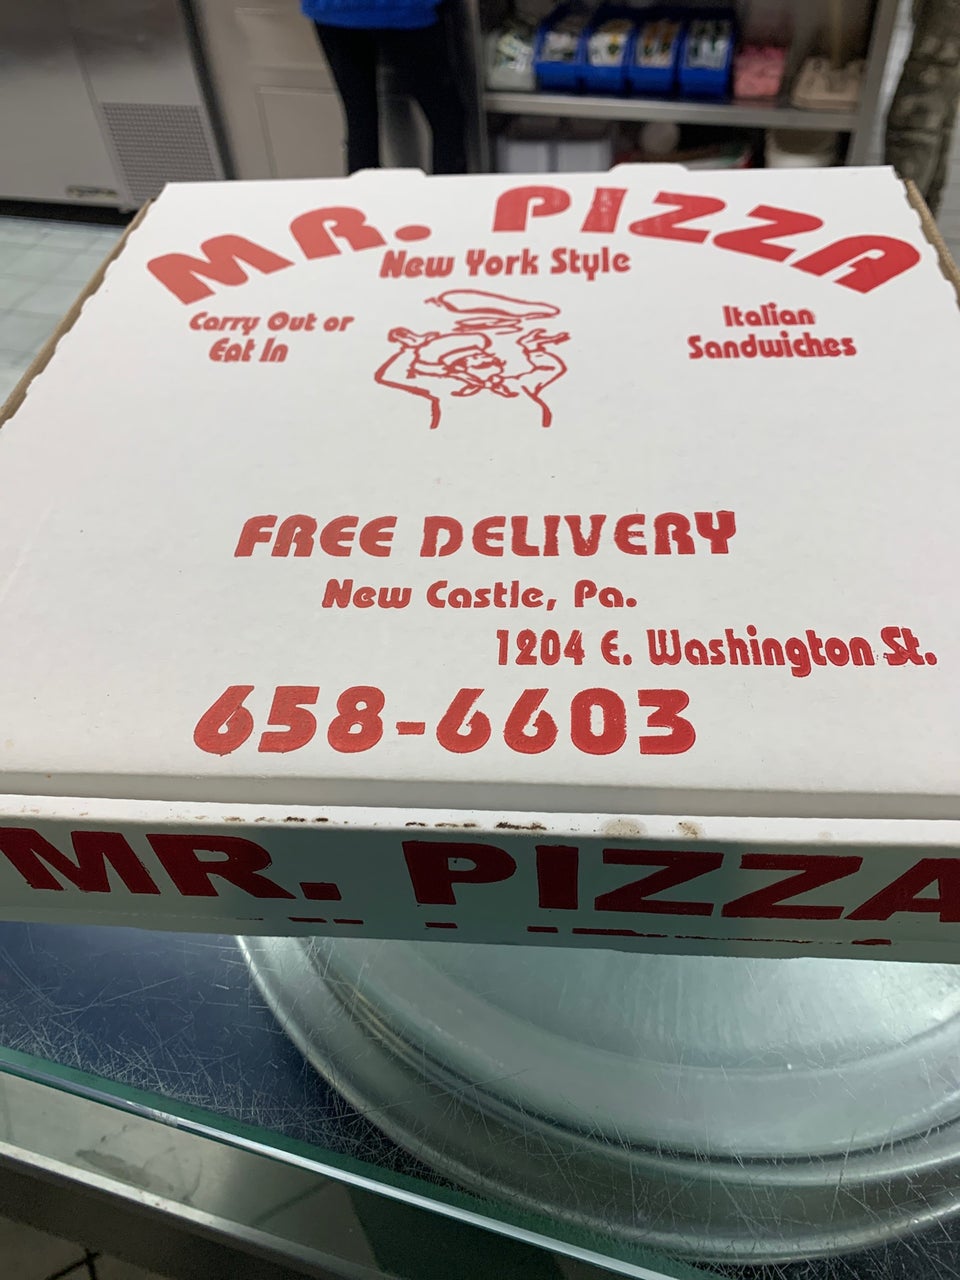 MR. PIZZA
New York Style
Carry Out or
Eat In
Italian
Sandwiches
FREE DELIVERY
New Castle, Pa.
1204 E. Washington St.
658-6603
MR. PIZZA